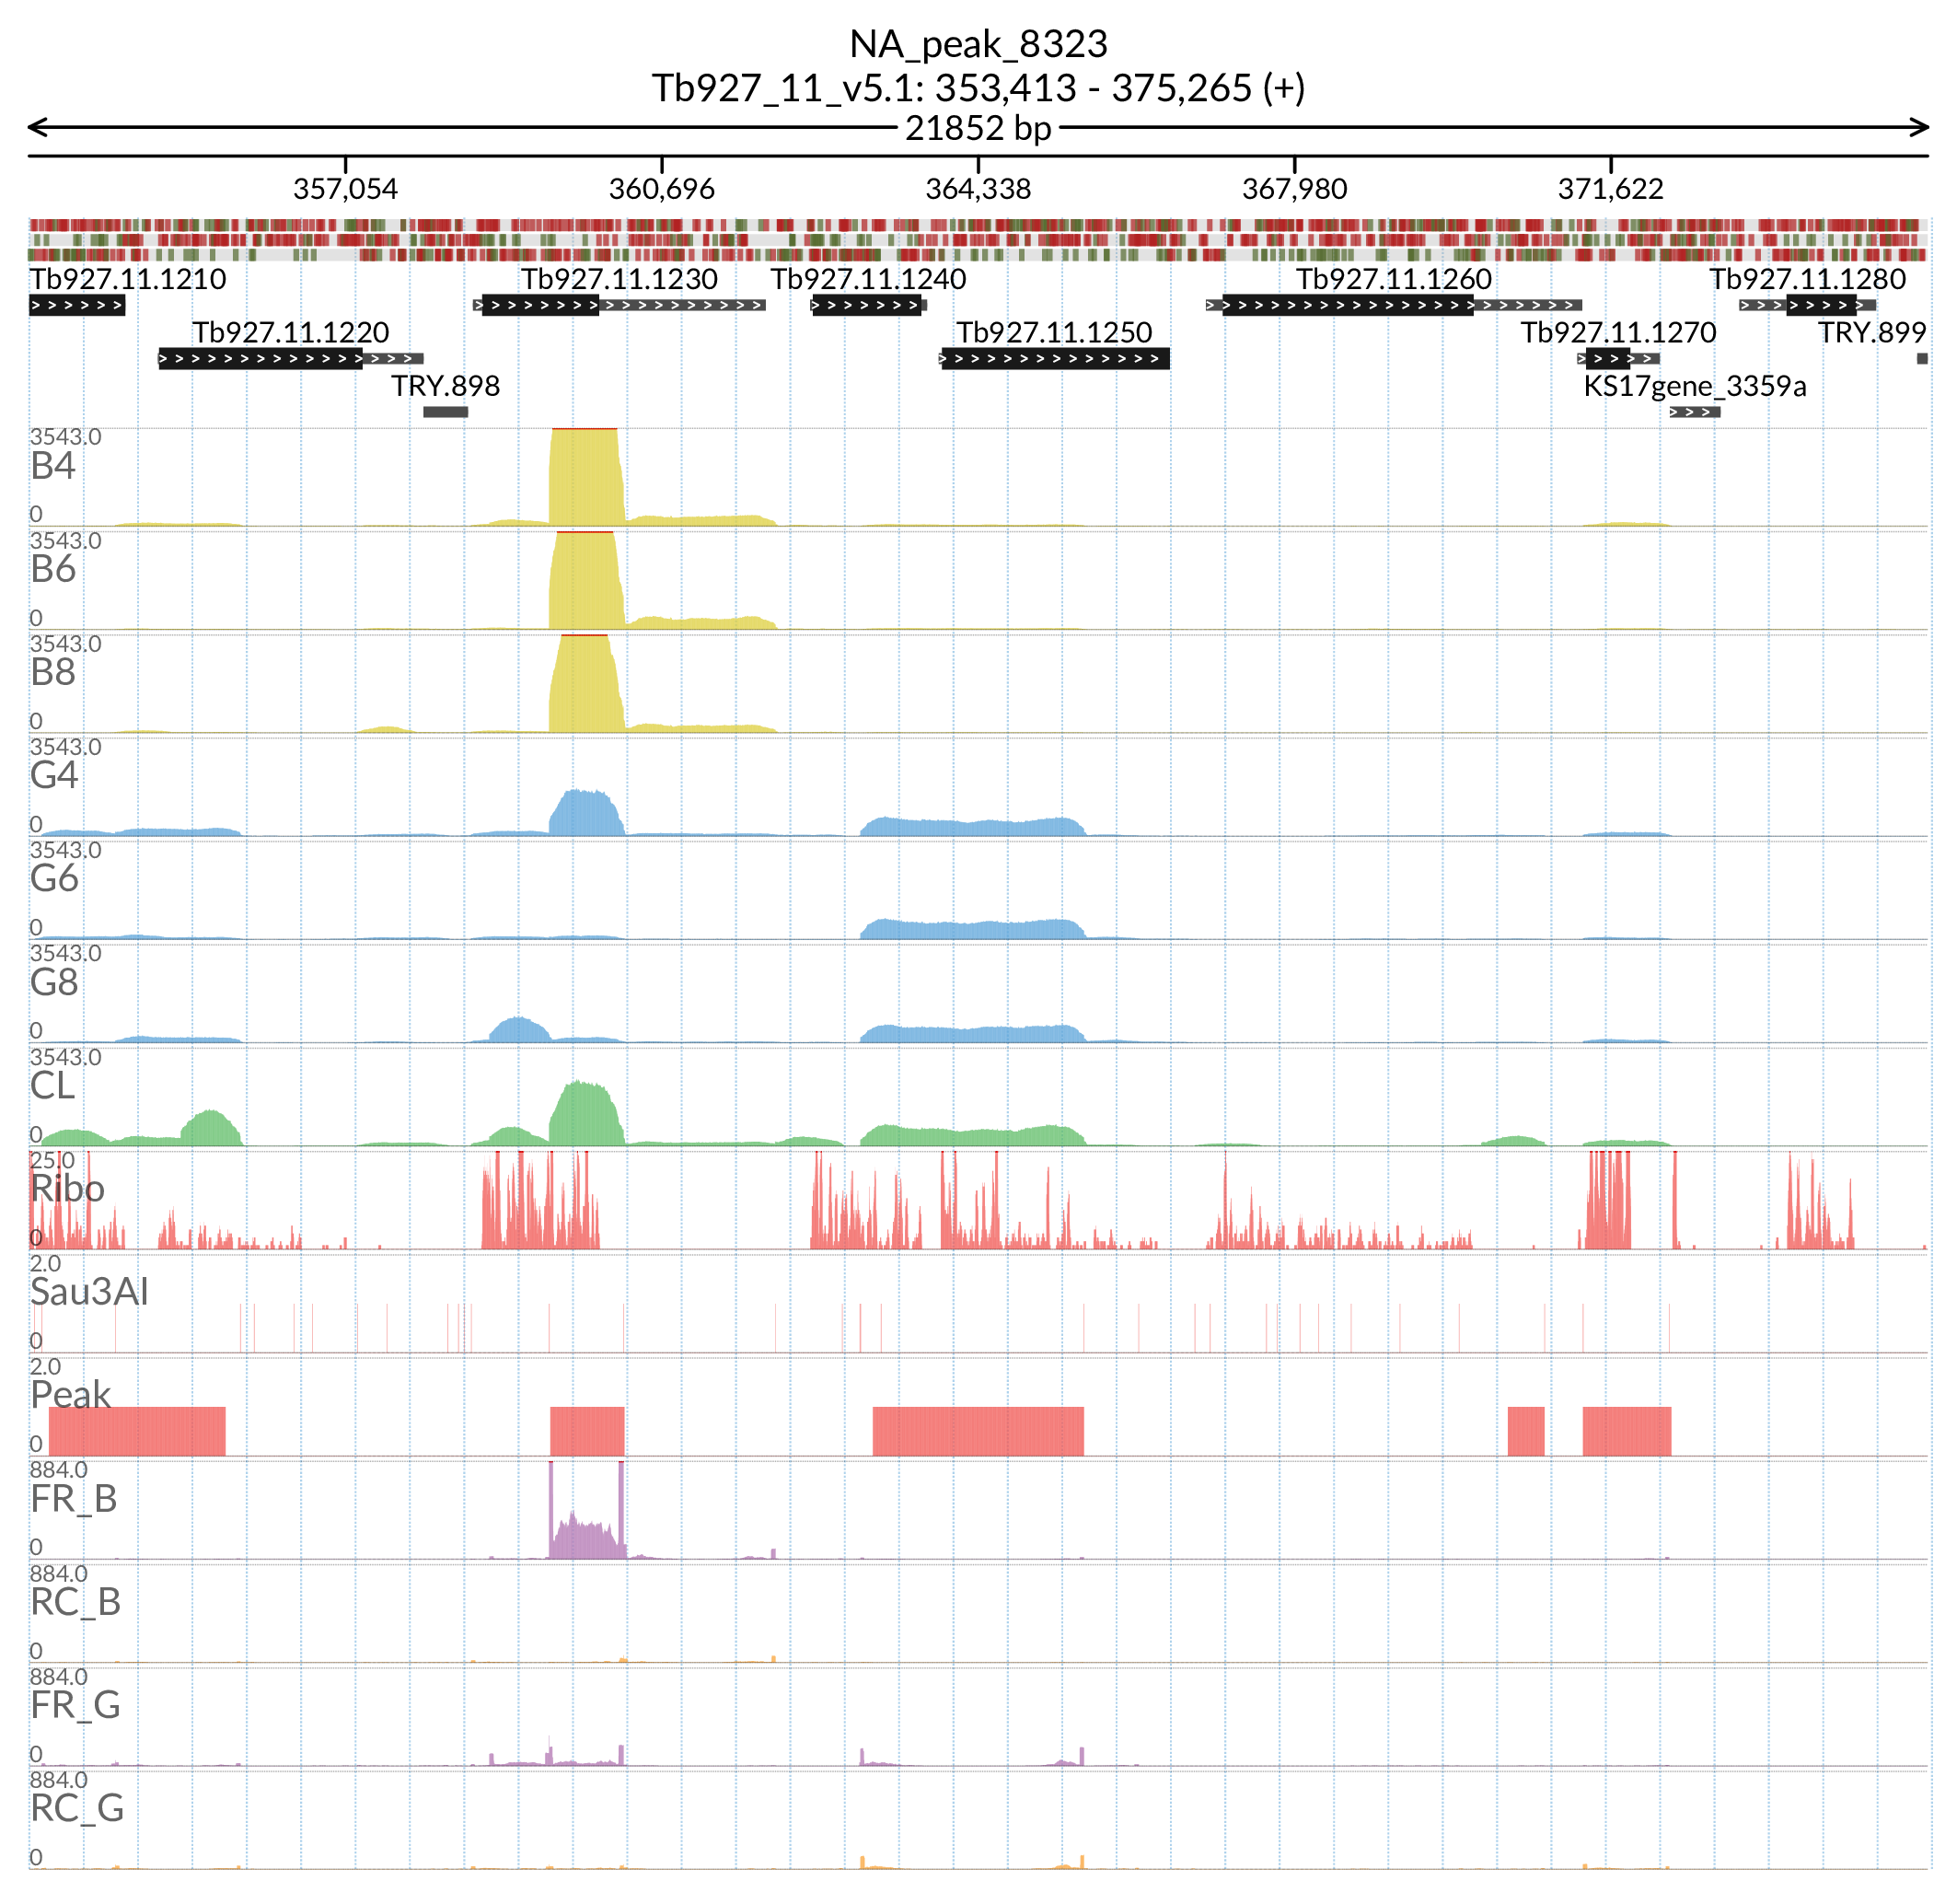 NA_peak_8323
Tb927_11_v5.1: 353,413 - 375,265 (+)
21852 bp
357,054 360,696 364,338 367,980 371,622
Tb927.11.1210 Tb927.11.1230 Tb927.11.1240 Tb927.11.1260 Tb927.11.1280
Tb927.11.1220 Tb927.11.1250 Tb927.11.1270 TRY.899
TRY.898 KS17gene_3359a
3543.0
B4
0
3543.0
B6
0
3543.0
B8
0
3543.0
G4
0
3543.0
G6
0
3543.0
G8
0
3543.0
CL
0
25.0
Ribo
0
2.0
Sau3AI
0
2.0
Peak
0
884.0
FR_B
0
884.0
RC_B
0
884.0
FR_G
0
884.0
RC_G
0